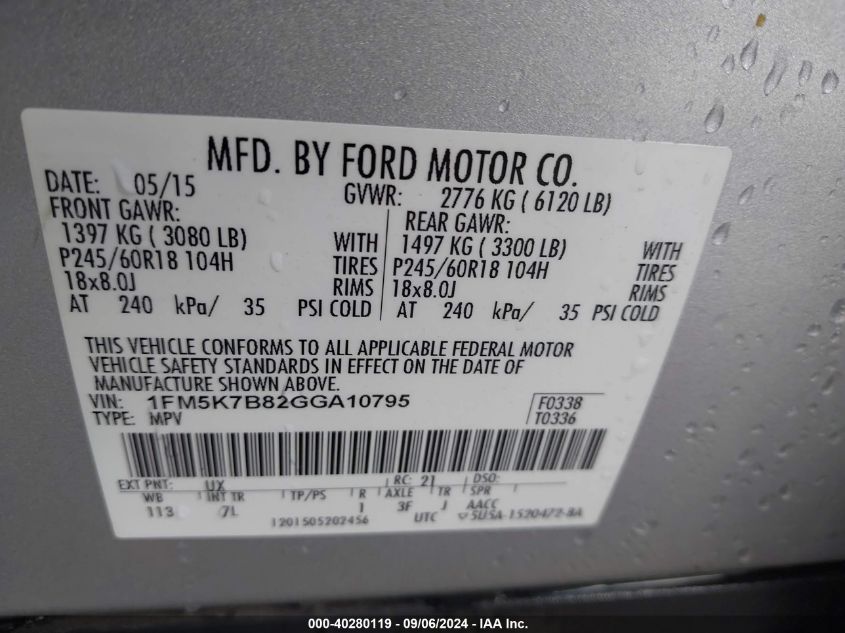 MFD. BY FORD MOTOR CO.
DATE: 05/15 GVWR: 2776 KG ( 6120 LB)
FRONT GAWR: REAR GAWR:
1397 KG ( 3080 LB) WITH 1497 KG ( 3300 LB) WITH
P245/60R18 104H TIRES P245/60R18 104H TIRES
18x8.0J RIMS 18x8.0J RIMS
AT 240 kPa/ 35 PSI COLD AT 240 kPa/ 35 PSI COLD
THIS VEHICLE CONFORMS TO ALL APPLICABLE FEDERAL MOTOR
VEHICLE SAFETY STANDARDS IN EFFECT ON THE DATE OF
MANUFACTURE SHOWN ABOVE.
VIN: 1FM5K7B82GGA10795 F0338
TYPE: MPV T0336
EXT PNT: UX RC: 21 DSO:
WB INT TR TP/PS R AXLE TR SPR
113 7L 1 3F J AACC
1201505202456 UTC SUSA-1520472-BA
000-40280119 - 09/06/2024 - IAA Inc.